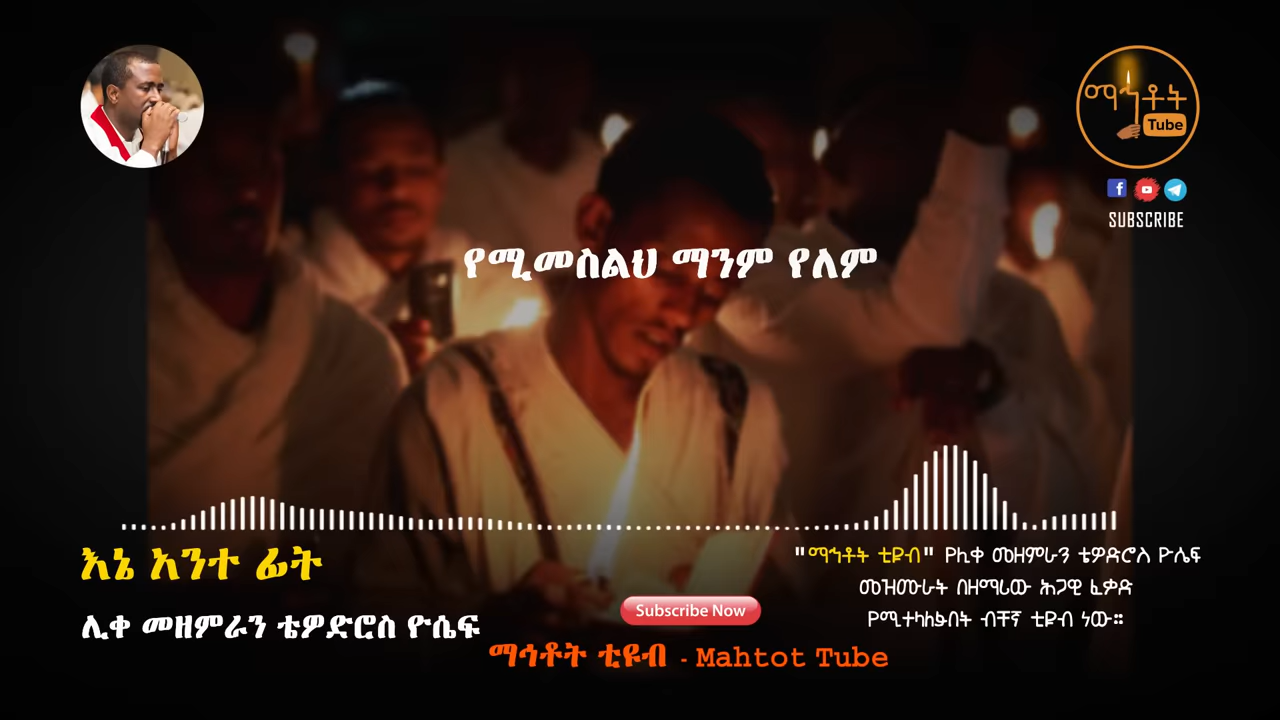 ማኅቶት
Tube
SUBSCRIBE
የሚመስልህ ማንም የለም
እኔ አንተ ፊት
ሊቀ መዘምራን ቴዎድሮስ ዮሴፍ
"ማኅቶት ቲዩብ" የሊቀ መዘምራን ቴዎድሮስ ዮሴፍ
መዝሙራት በዘማሪው ሕጋዊ ፈቃድ
የሚተላለፉበት ብቸኛ ቲዩብ ነው።
Subscribe Now
ማኅቶት ቲዩብ - Mahtot Tube